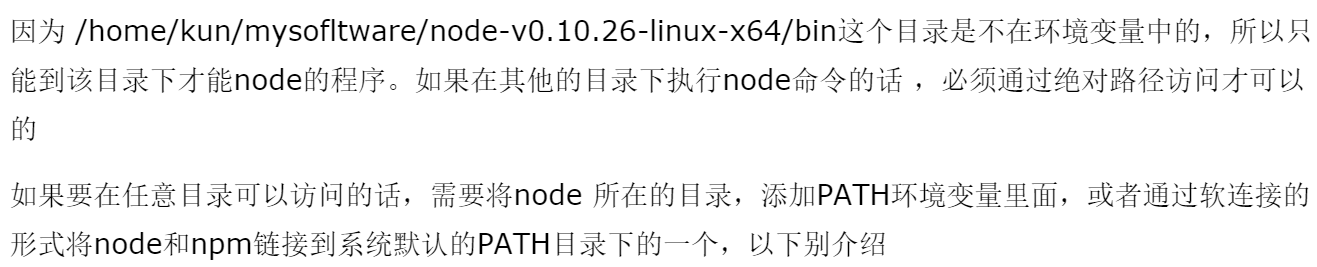 因为 /home/kun/mysofltware/node-v0.10.26-linux-x64/bin这个目录是不在环境变量中的，所以只
能到该目录下才能node的程序。如果在其他的目录下执行node命令的话 ，必须通过绝对路径访问才可以
的
如果要在任意目录可以访问的话，需要将node 所在的目录，添加PATH环境变量里面，或者通过软连接的
形式将node和npm链接到系统默认的PATH目录下的一个，以下别介绍